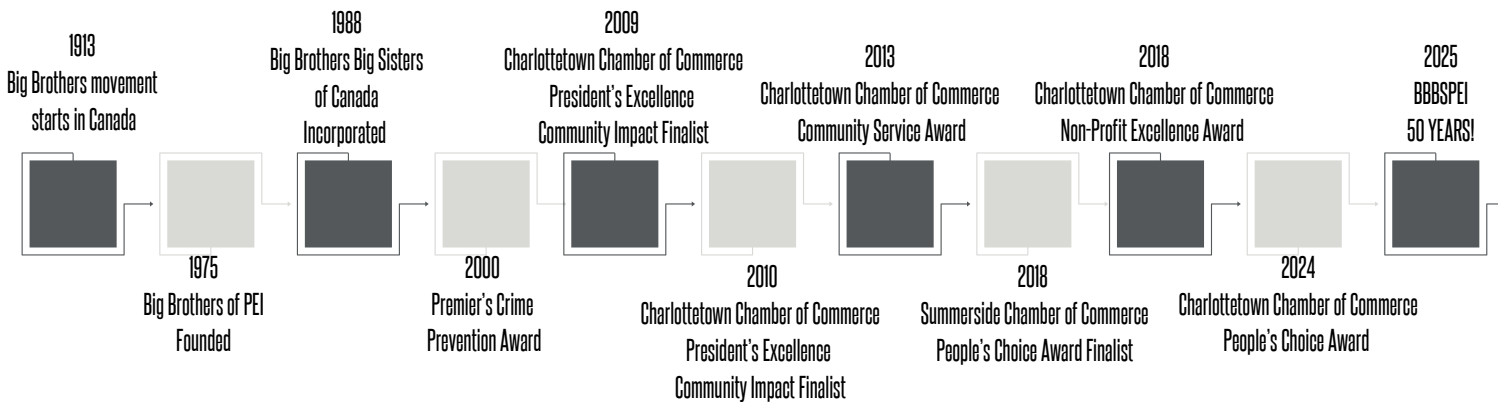 1913
Big Brothers movement
starts in Canada
1975
Big Brothers of PEI
Founded
1988
Big Brothers Big Sisters
of Canada
Incorporated
2000
Premier's Crime
Prevention Award
2009
Charlottetown Chamber of Commerce
President's Excellence
Community Impact Finalist
2010
Charlottetown Chamber of Commerce
President's Excellence
Community Impact Finalist
2013
Charlottetown Chamber of Commerce
Community Service Award
2018
Summerside Chamber of Commerce
People's Choice Award Finalist
2018
Charlottetown Chamber of Commerce
Non-Profit Excellence Award
2024
Charlottetown Chamber of Commerce
People's Choice Award
2025
BBBSPEI
50 YEARS!